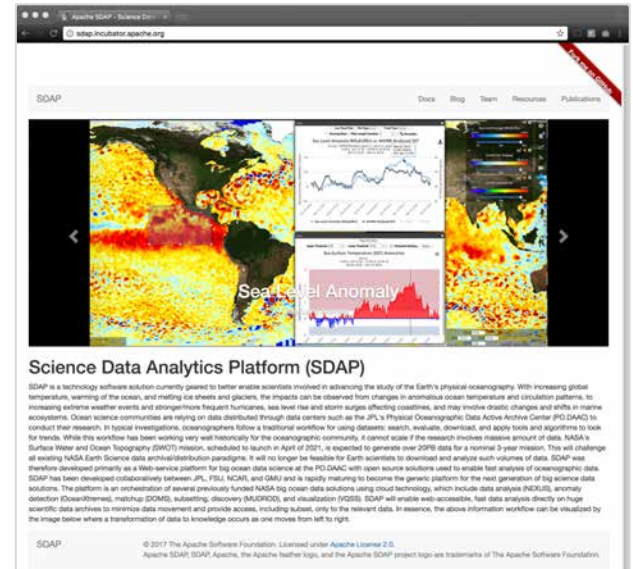 Apache SDAP - Science Dat
sdap.incubator.apache.org
Fork me on GitHub
SDAP Docs Blog Team Resources Publications
Sea Surface Temperature (SST) Anomalies
Sea Level Anomaly
Science Data Analytics Platform (SDAP)
SDAP is a technology software solution currently geared to better enable scientists involved in advancing the study of the Earth's physical oceanography. With increasing global
temperature, warming of the ocean, and melting ice sheets and glaciers, the impacts can be observed from changes in anomalous ocean temperature and circulation patterns, to
increasing extreme weather events and stronger/more frequent hurricanes, sea level rise and storm surges affecting coastlines, and may involve drastic changes and shifts in marine
ecosystems. Ocean science communities are relying on data distributed through data centers such as the JPL's Physical Oceanographic Data Active Archive Center (PO.DAAC) to
conduct their research. In typical investigations, oceanographers follow a traditional workflow for using datasets: search, evaluate, download, and apply tools and algorithms to look
for trends. While this workflow has been working very well historically for the oceanographic community, it cannot scale if the research involves massive amount of data. NASA's
Surface Water and Ocean Topography (SWOT) mission, scheduled to launch in April of 2021, is expected to generate over 20PB data for a nominal 3-year mission. This will challenge
all existing NASA Earth Science data archival/distribution paradigms. It will no longer be feasible for Earth scientists to download and analyze such volumes of data. SDAP was
therefore developed primarily as a Web-service platform for big ocean data science at the PO.DAAC with open source solutions used to enable fast analysis of oceanographic data.
SDAP has been developed collaboratively between JPL, FSU, NCAR, and GMU and is rapidly maturing to become the generic platform for the next generation of big science data
solutions. The platform is an orchestration of several previously funded NASA big ocean data solutions using cloud technology, which include data analysis (NEXUS), anomaly
detection (OceanXtremes), matchup (DOMS), subsetting, discovery (MUDROD), and visualization (VQSS). SDAP will enable web-accessible, fast data analysis directly on huge
scientific data archives to minimize data movement and provide access, including subset, only to the relevant data. In essence, the above information workflow can be visualized by
the image below where a transformation of data to knowledge occurs as one moves from left to right.
SDAP © 2017 The Apache Software Foundation. Licensed under Apache License 2.0.
Apache SDAP, SDAP, Apache, the Apache feather logo, and the Apache SDAP project logo are trademarks of The Apache Software Foundation.